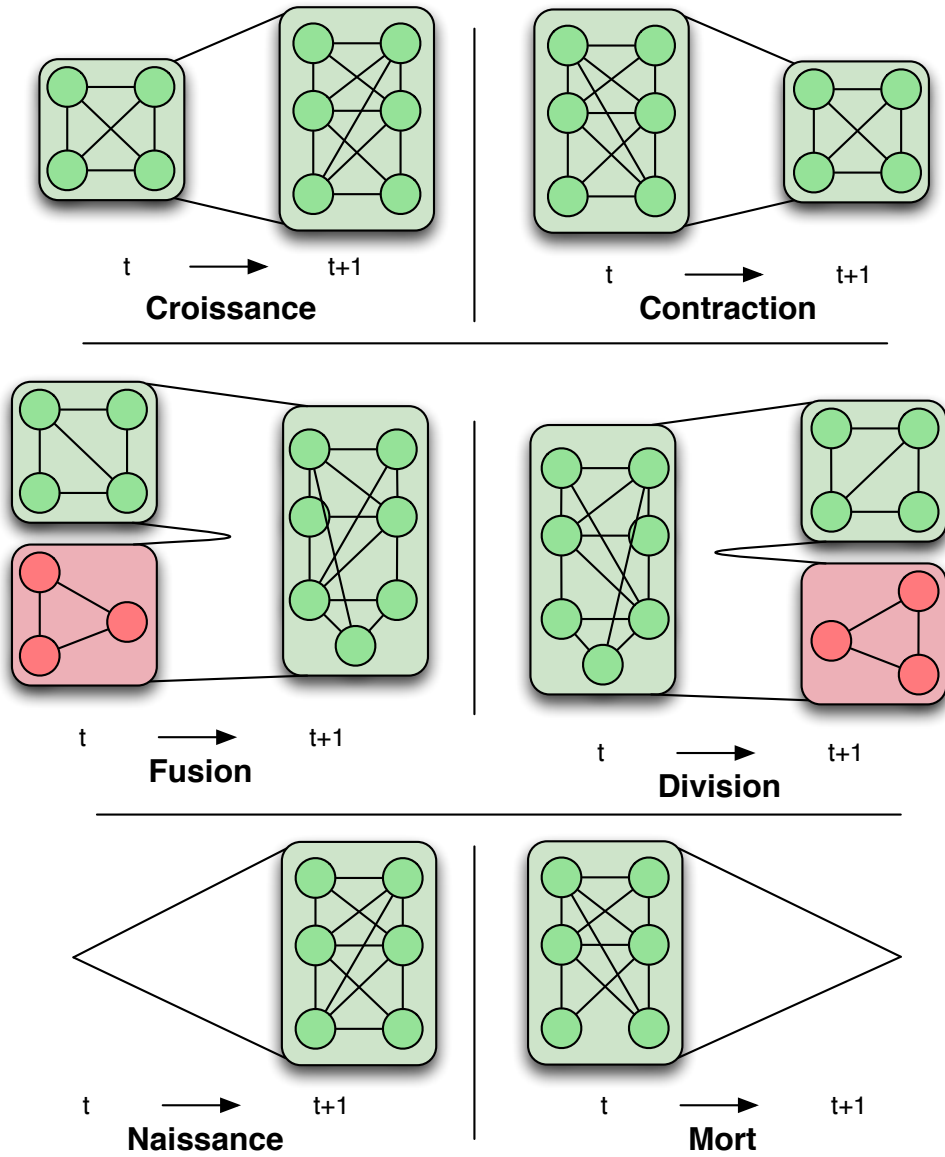 t t+1
Croissance
t t+1
Contraction
t t+1
Fusion
t t+1
Division
t t+1
Naissance
t t+1
Mort